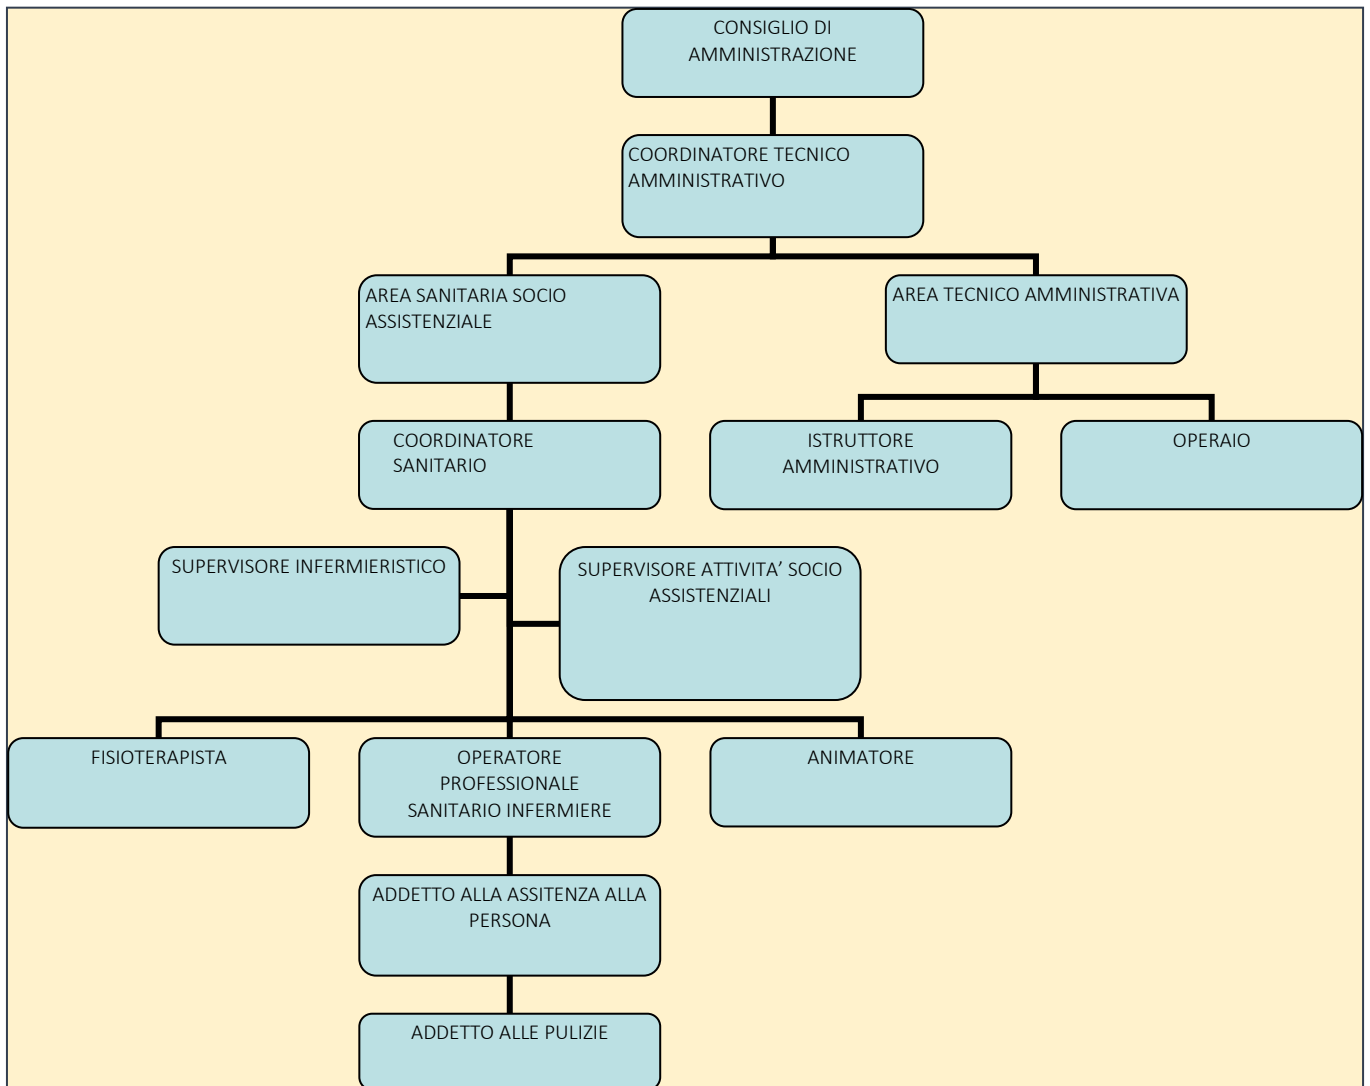 CONSIGLIO DI
AMMINISTRAZIONE
COORDINATORE TECNICO
AMMINISTRATIVO
AREA SANITARIA SOCIO
ASSISTENZIALE
AREA TECNICO AMMINISTRATIVA
COORDINATORE
SANITARIO
ISTRUTTORE
AMMINISTRATIVO
OPERAIO
SUPERVISORE INFERMIERISTICO
SUPERVISORE ATTIVITA’ SOCIO
ASSISTENZIALI
FISIOTERAPISTA
OPERATORE
PROFESSIONALE
SANITARIO INFERMIERE
ANIMATORE
ADDETTO ALLA ASSITENZA ALLA
PERSONA
ADDETTO ALLE PULIZIE